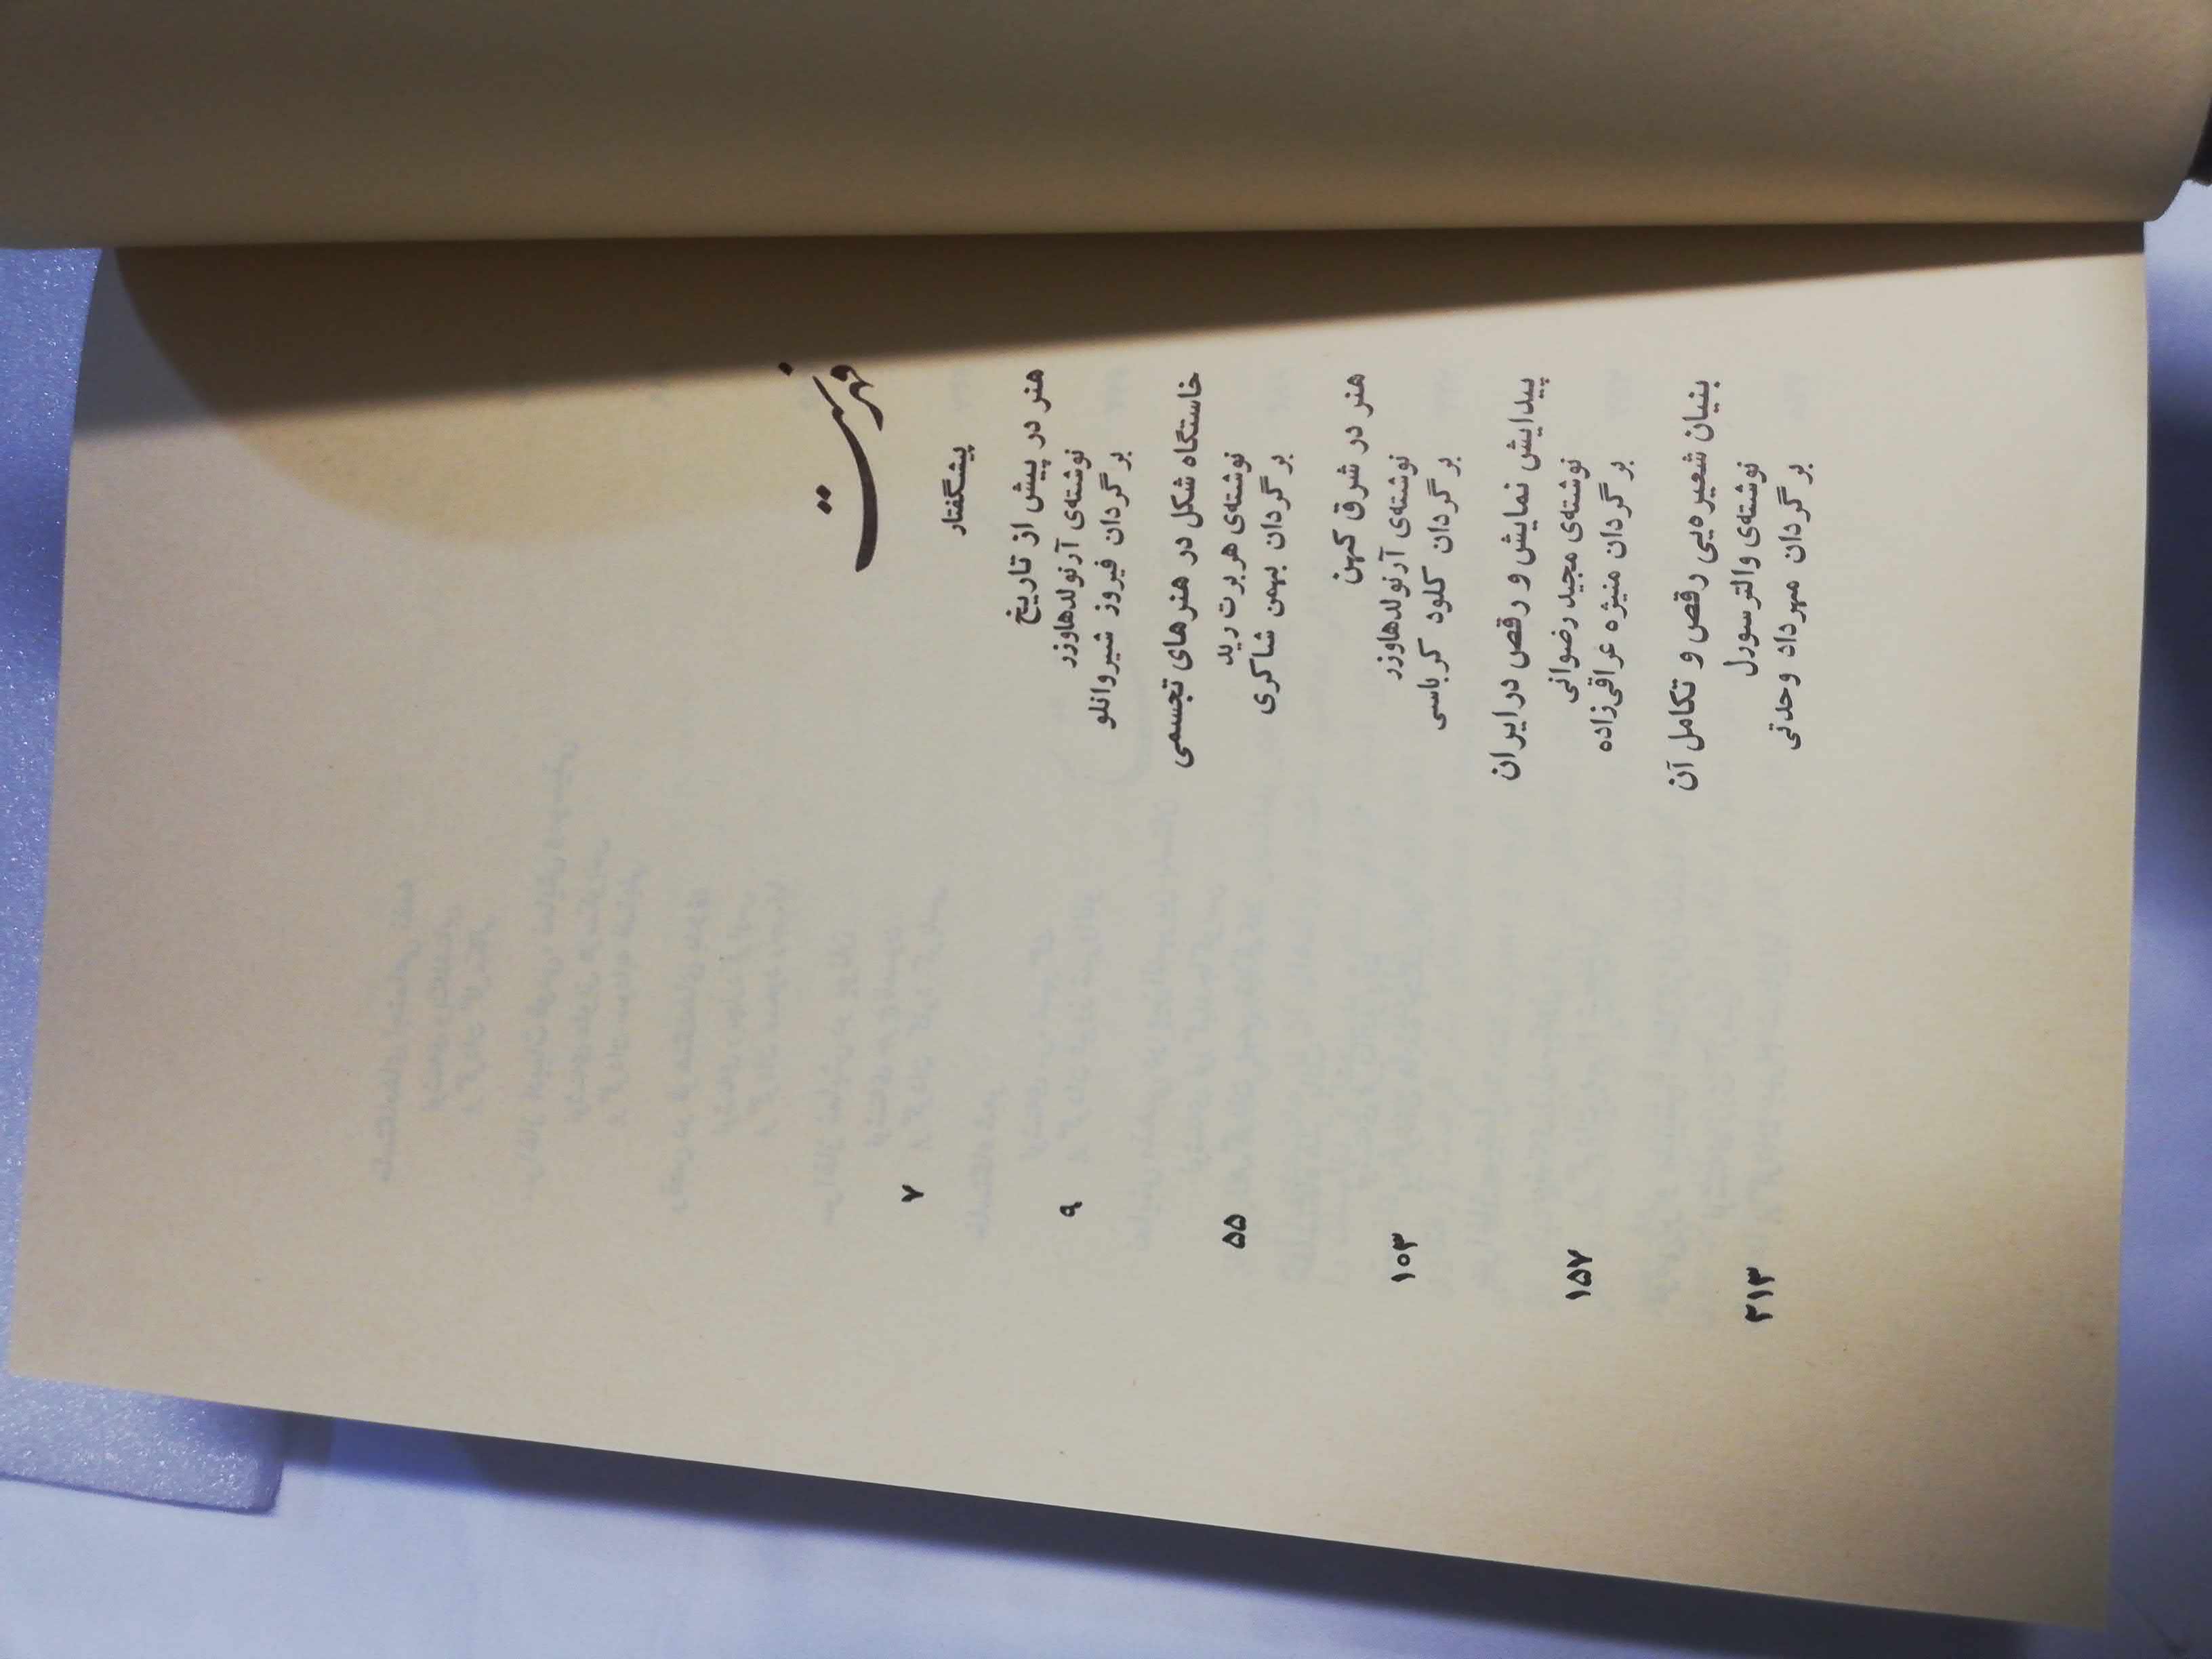 فهرست
پیشگفتار ۷
هنر در پیش از تاریخ
نوشته‌ی آرنولدهاوزر ۹
برگردان فیروز شیروانلو
خاستگاه شکل در هنرهای تجسمی
نوشته‌ی هربرت رید ۵۵
برگردان بهمن شاکری
هنر در شرق کهن
نوشته‌ی آرنولدهاوزر ۱۰۳
برگردان کلود کرباسی
پیدایش نمایش و رقص در ایران
نوشته‌ی مجید رضوانی ۱۵۷
برگردان منیژه عراقی‌زاده
بنیان شعیره‌یی رقص و تکامل آن
نوشته‌ی والتر سورل ۲۱۳
برگردان مهرداد وحدتی